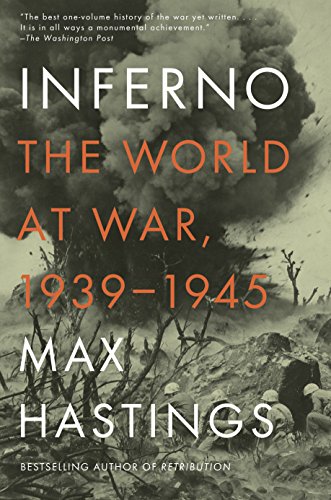 "The best one-volume history of the war yet written. . . .
It is in all ways a monumental achievement."
—The Washington Post
INFERNO
THE WORLD
AT WAR,
1939–1945
MAX
HASTINGS
BESTSELLING AUTHOR OF RETRIBUTION